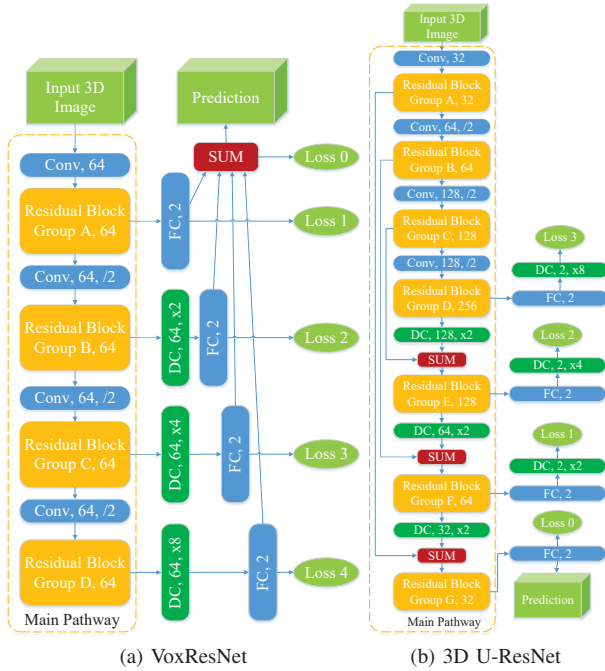 Input 3D
Image
Conv, 64
Residual Block
Group A, 64
Conv, 64, /2
Residual Block
Group B, 64
Conv, 64, /2
Residual Block
Group C, 64
Conv, 64, /2
Residual Block
Group D, 64
Main Pathway
Prediction
SUM
Loss 0
FC, 2
Loss 1
DC, 64, x2
FC, 2
Loss 2
DC, 64, x4
FC, 2
Loss 3
DC, 64, x8
FC, 2
Loss 4
(a) VoxResNet
Input 3D
Image
Conv, 32
Residual Block
Group A, 32
Conv, 64, /2
Residual Block
Group B, 64
Conv, 128, /2
Residual Block
Group C, 128
Conv, 128, /2
Residual Block
Group D, 256
Loss 3
DC, 2, x8
FC, 2
DC, 128, x2
SUM
Residual Block
Group E, 128
Loss 2
DC, 2, x4
FC, 2
DC, 64, x2
SUM
Residual Block
Group F, 64
Loss 1
DC, 2, x2
FC, 2
DC, 32, x2
SUM
Residual Block
Group G, 32
Loss 0
FC, 2
Prediction
Main Pathway
(b) 3D U-ResNet